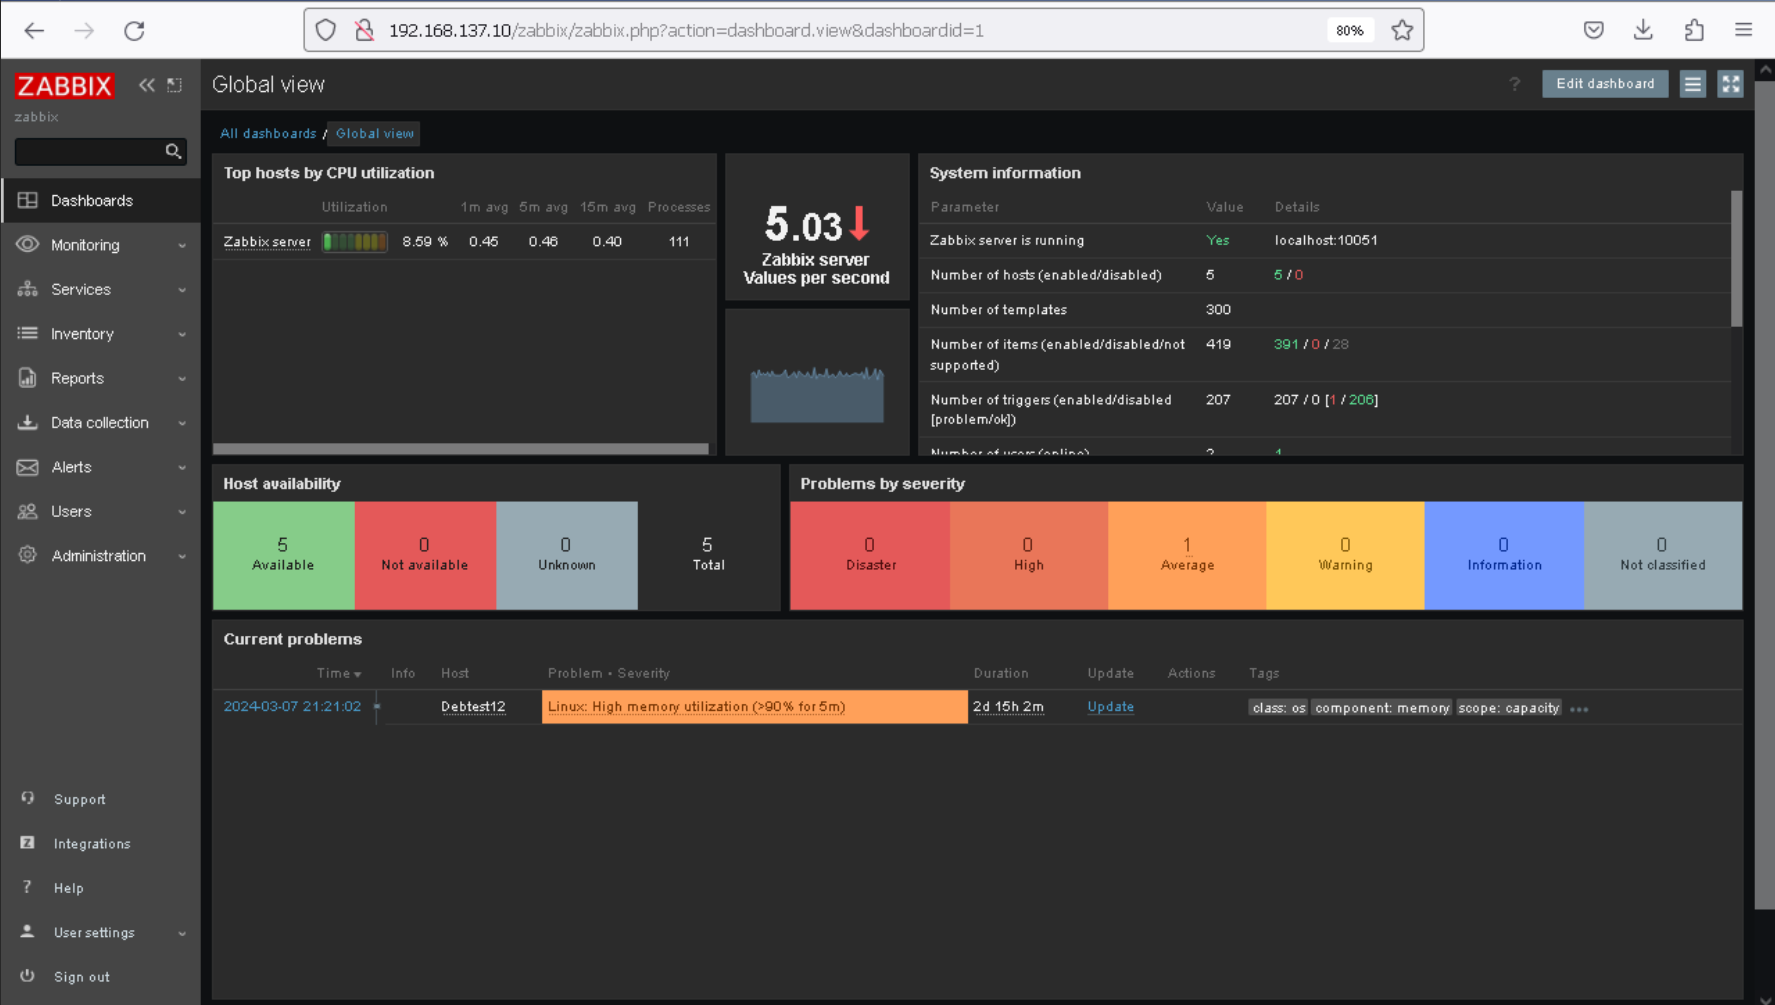 192.168.137.10/zabbix/zabbix.php?action=dashboard.view&dashboardid=1
80%
ZABBIX
zabbix
Dashboards
Monitoring
Services
Inventory
Reports
Data collection
Alerts
Users
Administration
Support
Integrations
? Help
User settings
Sign out
Global view
? Edit dashboard
All dashboards / Global view
Top hosts by CPU utilization
Utilization 1m avg 5m avg 15m avg Processes
Zabbix server 8.59 % 0.45 0.46 0.40 111
5.03
Zabbix server
Values per second
System information
Parameter Value Details
Zabbix server is running Yes localhost:10051
Number of hosts (enabled/disabled) 5 5 / 0
Number of templates 300
Number of items (enabled/disabled/not 419 391 / 0 / 28
supported)
Number of triggers (enabled/disabled 207 207 / 0 [1 / 206]
[problem/ok])
Number of users (online) 2 1
Host availability
5 0 0 5
Available Not available Unknown Total
Problems by severity
0 0 1 0 0 0
Disaster High Average Warning Information Not classified
Current problems
Time Info Host Problem • Severity Duration Update Actions Tags
2024-03-07 21:21:02 Debtest12 Linux: High memory utilization (>90% for 5m) 2d 15h 2m Update class: os component: memory scope: capacity •••